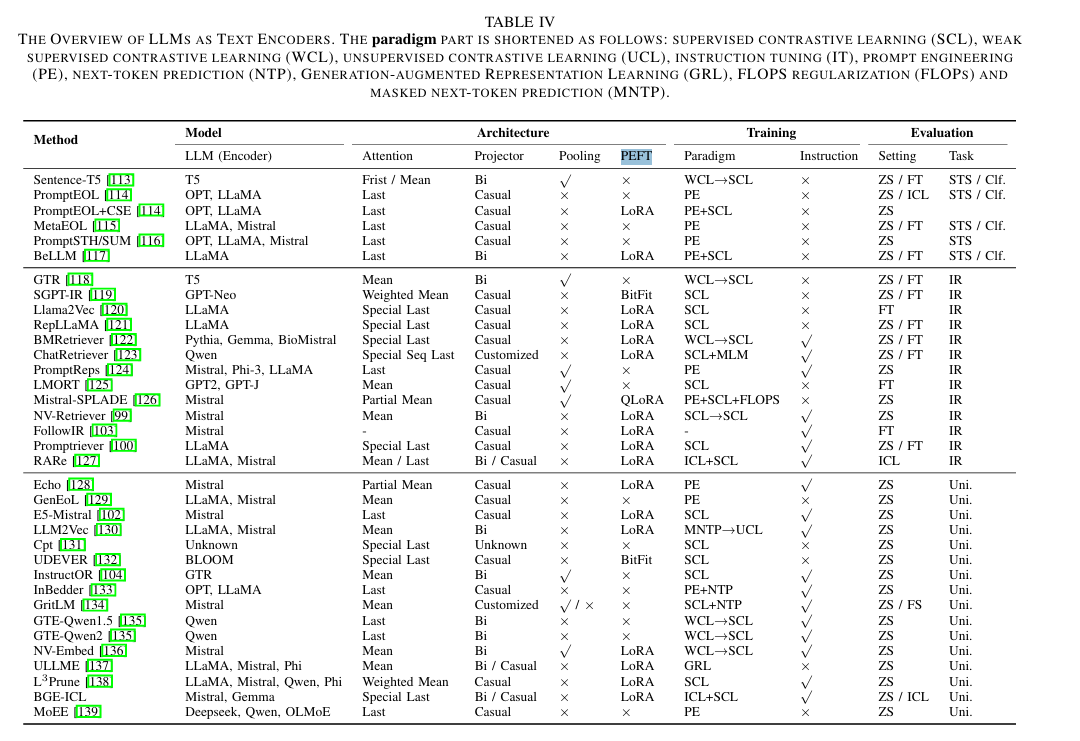 TABLE IV
THE OVERVIEW OF LLMS AS TEXT ENCODERS. THE paradigm PART IS SHORTENED AS FOLLOWS: SUPERVISED CONTRASTIVE LEARNING (SCL), WEAK
SUPERVISED CONTRASTIVE LEARNING (WCL), UNSUPERVISED CONTRASTIVE LEARNING (UCL), INSTRUCTION TUNING (IT), PROMPT ENGINEERING
(PE), NEXT-TOKEN PREDICTION (NTP), GENERATION-AUGMENTED REPRESENTATION LEARNING (GRL), FLOPS REGULARIZATION (FLOPS) AND
MASKED NEXT-TOKEN PREDICTION (MNTP).
Method Model Architecture Training Evaluation
LLM (Encoder) Attention Projector Pooling PEFT Paradigm Instruction Setting Task
Sentence-T5 [113] T5 Frist / Mean Bi √ × WCL→SCL × ZS / FT STS / Clf.
PromptEOL [114] OPT, LLaMA Last Casual × × PE × ZS / ICL STS / Clf.
PromptEOL+CSE [114] OPT, LLaMA Last Casual × LoRA PE+SCL × ZS
MetaEOL [115] LLaMA, Mistral Last Casual × × PE × ZS / FT STS / Clf.
PromptSTH/SUM [116] OPT, LLaMA, Mistral Last Casual × × PE × ZS STS
BeLLM [117] LLaMA Last Bi × LoRA PE+SCL × ZS / FT STS / Clf.
GTR [118] T5 Mean Bi √ × WCL→SCL × ZS / FT IR
SGPT-IR [119] GPT-Neo Weighted Mean Casual × BitFit SCL × ZS / FT IR
Llama2Vec [120] LLaMA Special Last Casual × LoRA SCL × FT IR
RepLLaMA [121] LLaMA Special Last Casual × LoRA SCL × ZS / FT IR
BMRetriever [122] Pythia, Gemma, BioMistral Special Last Casual × LoRA WCL→SCL √ ZS / FT IR
ChatRetriever [123] Qwen Special Seq Last Customized × LoRA SCL+MLM √ ZS / FT IR
PromptReps [124] Mistral, Phi-3, LLaMA Last Casual √ × PE √ ZS IR
LMORT [125] GPT2, GPT-J Mean Casual √ × SCL × FT IR
Mistral-SPLADE [126] Mistral Partial Mean Casual √ QLoRA PE+SCL+FLOPS × ZS IR
NV-Retriever [99] Mistral Mean Bi × LoRA SCL→SCL √ ZS IR
FollowIR [103] Mistral - Casual × LoRA - √ FT IR
Promptriever [100] LLaMA Special Last Casual × LoRA SCL √ ZS / FT IR
RARe [127] LLaMA, Mistral Mean / Last Bi / Casual × LoRA ICL+SCL √ ICL IR
Echo [128] Mistral Partial Mean Casual × LoRA PE √ ZS Uni.
GenEoL [129] LLaMA, Mistral Mean Casual × × PE × ZS Uni.
E5-Mistral [102] Mistral Last Casual × LoRA SCL √ ZS Uni.
LLM2Vec [130] LLaMA, Mistral Mean Bi × LoRA MNTP→UCL √ ZS Uni.
Cpt [131] Unknown Special Last Unknown × × SCL × ZS Uni.
UDEVER [132] BLOOM Special Last Casual × BitFit SCL × ZS Uni.
InstructOR [104] GTR Mean Bi √ × SCL √ ZS Uni.
InBedder [133] OPT, LLaMA Last Casual × × PE+NTP √ ZS Uni.
GritLM [134] Mistral Mean Customized √ / × × SCL+NTP √ ZS / FS Uni.
GTE-Qwen1.5 [135] Qwen Last Bi × × WCL→SCL √ ZS Uni.
GTE-Qwen2 [135] Qwen Last Bi × × WCL→SCL √ ZS Uni.
NV-Embed [136] Mistral Mean Bi √ LoRA WCL→SCL √ ZS Uni.
ULLME [137] LLaMA, Mistral, Phi Mean Bi / Casual × LoRA GRL × ZS Uni.
L³Prune [138] LLaMA, Mistral, Qwen, Phi Weighted Mean Casual × LoRA SCL √ ZS Uni.
BGE-ICL Mistral, Gemma Special Last Bi / Casual × LoRA ICL+SCL √ ZS / ICL Uni.
MoEE [139] Deepseek, Qwen, OLMoE Last Casual × × PE × ZS Uni.